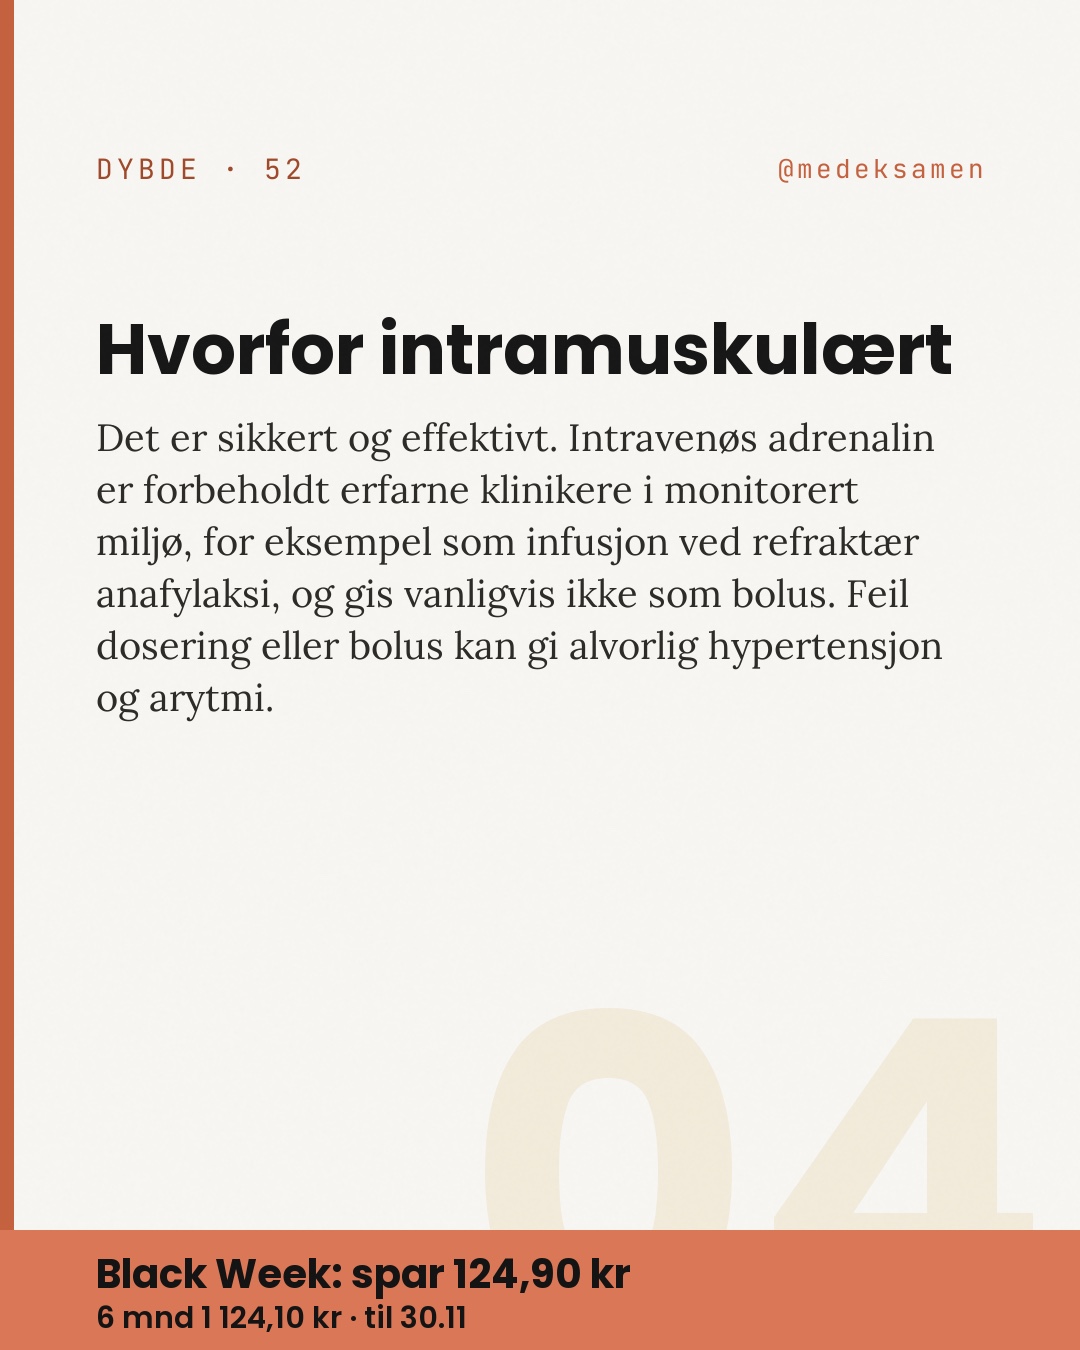 DYBDE · 52
@medeksamen
Hvorfor intramuskulært
Det er sikkert og effektivt. Intravenøs adrenalin
er forbeholdt erfarne klinikere i monitorert
miljø, for eksempel som infusjon ved refraktær
anafylaksi, og gis vanligvis ikke som bolus. Feil
dosering eller bolus kan gi alvorlig hypertensjon
og arytmi.
04
Black Week: spar 124,90 kr
6 mnd 1 124,10 kr · til 30.11